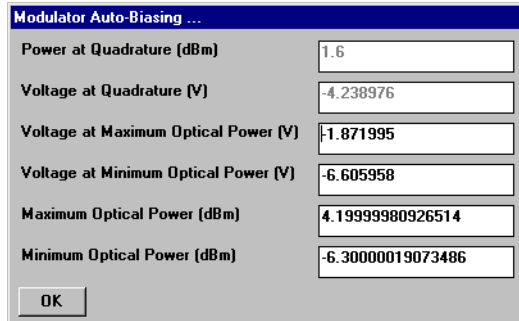 Modulator Auto-Biasing ...
Power at Quadrature (dBm) 1.6
Voltage at Quadrature (V) -4.238976
Voltage at Maximum Optical Power (V) -1.871995
Voltage at Minimum Optical Power (V) -6.605958
Maximum Optical Power (dBm) 4.19999980926514
Minimum Optical Power (dBm) -6.30000019073486
OK